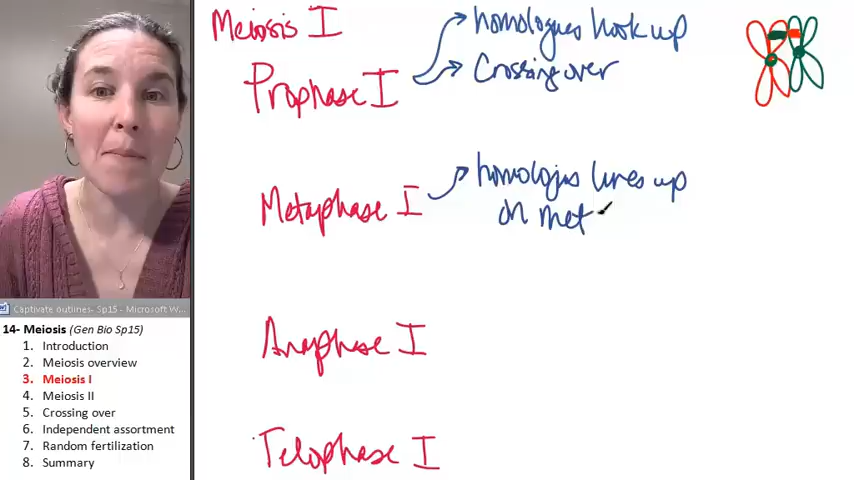 Meiosis I
homologues hook up
Prophase I
Crossing over
Metaphase I
homologus lines up
on met
Anaphase I
Telophase I
Captivate outlines- Sp15 - Microsoft W...
14- Meiosis (Gen Bio Sp15)
1. Introduction
2. Meiosis overview
3. Meiosis I
4. Meiosis II
5. Crossing over
6. Independent assortment
7. Random fertilization
8. Summary